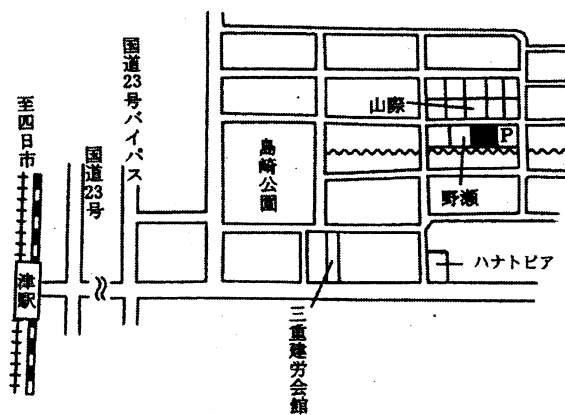 至四日市
国道23号
国道23号バイパス
津駅
島崎公園
山際
P
野瀬
ハナトピア
三重建労会館